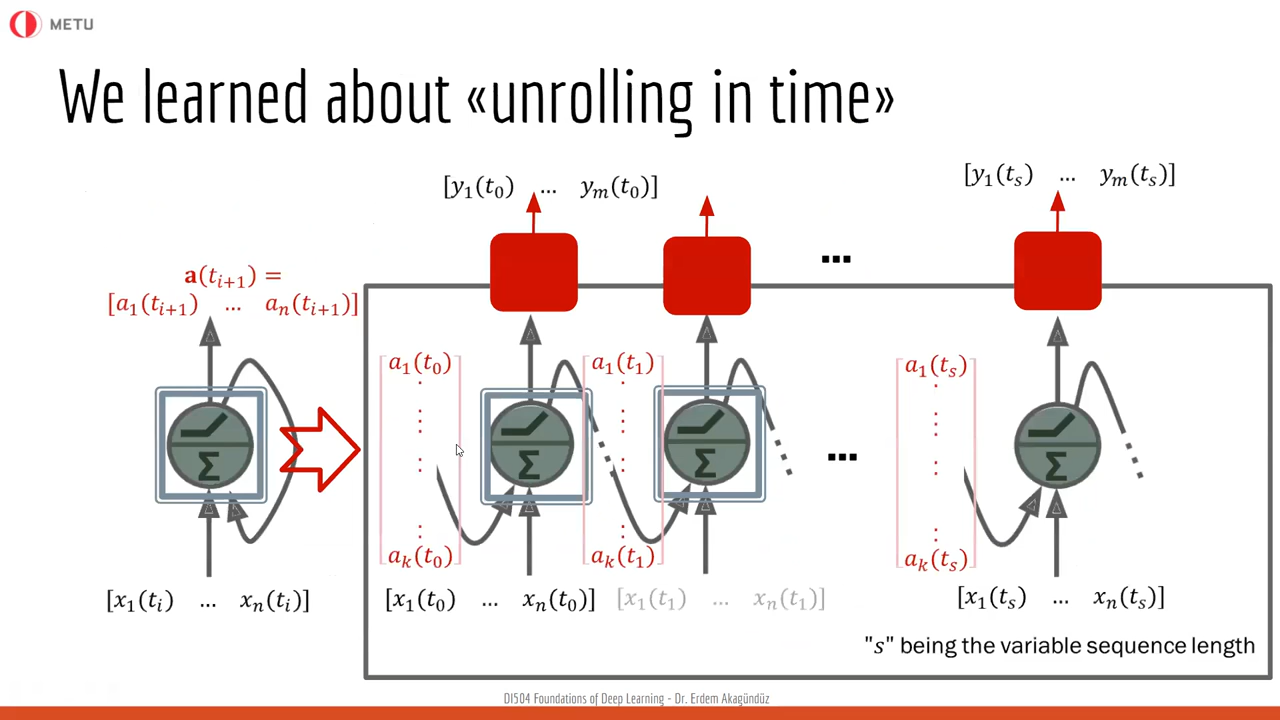 METU
We learned about «unrolling in time»
[y₁(t₀) … yₘ(t₀)]
[y₁(tₛ) … yₘ(tₛ)]
...
𝐚(tᵢ₊₁) =
[a₁(tᵢ₊₁) … aₙ(tᵢ₊₁)]
a₁(t₀)
⋮
aₖ(t₀)
a₁(t₁)
⋮
aₖ(t₁)
...
a₁(tₛ)
⋮
aₖ(tₛ)
Σ
Σ
Σ
Σ
[x₁(tᵢ) … xₙ(tᵢ)]
[x₁(t₀) … xₙ(t₀)]
[x₁(t₁) … xₙ(t₁)]
[x₁(tₛ) … xₙ(tₛ)]
"s" being the variable sequence length
DI504 Foundations of Deep Learning - Dr. Erdem Akagündüz